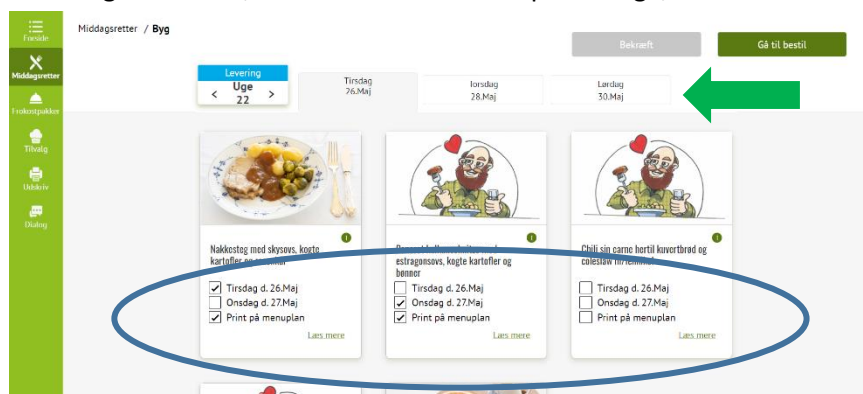 Forside
Middagsretter
Frokostpakker
Tilvalg
Udskriv
Dialog
Middagsretter / Byg
Bekræft
Gå til bestil
Levering
Uge
< 22 >
Tirsdag
26.Maj
Torsdag
28.Maj
Lørdag
30.Maj
Nakkesteg med skysovs, kogte
kartofler og
Tirsdag d. 26.Maj
Onsdag d. 27.Maj
Print på menuplan
Læs mere
estragonsovs, kogte kartofler og
bønner
Tirsdag d. 26.Maj
Onsdag d. 27.Maj
Print på menuplan
Læs mere
Chili sin carne hertil kuvertbrød og
coleslaw
Tirsdag d. 26.Maj
Onsdag d. 27.Maj
Print på menuplan
Læs mere